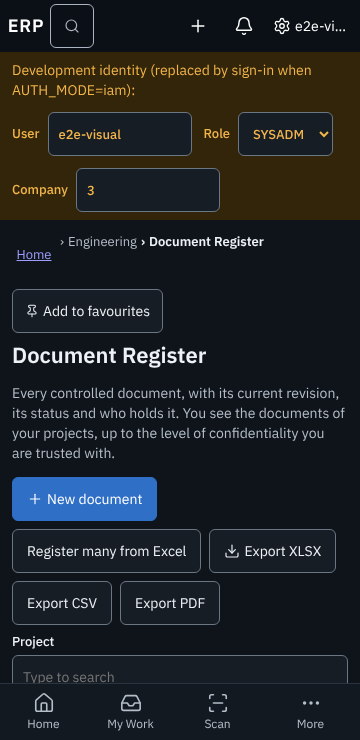 ERP
e2e-vi...
Development identity (replaced by sign-in when
AUTH_MODE=iam):
User e2e-visual Role SYSADM
Company 3
Home › Engineering › Document Register
Add to favourites
Document Register
Every controlled document, with its current revision,
its status and who holds it. You see the documents of
your projects, up to the level of confidentiality you
are trusted with.
+ New document
Register many from Excel Export XLSX
Export CSV Export PDF
Project
Type to search
Home My Work Scan More